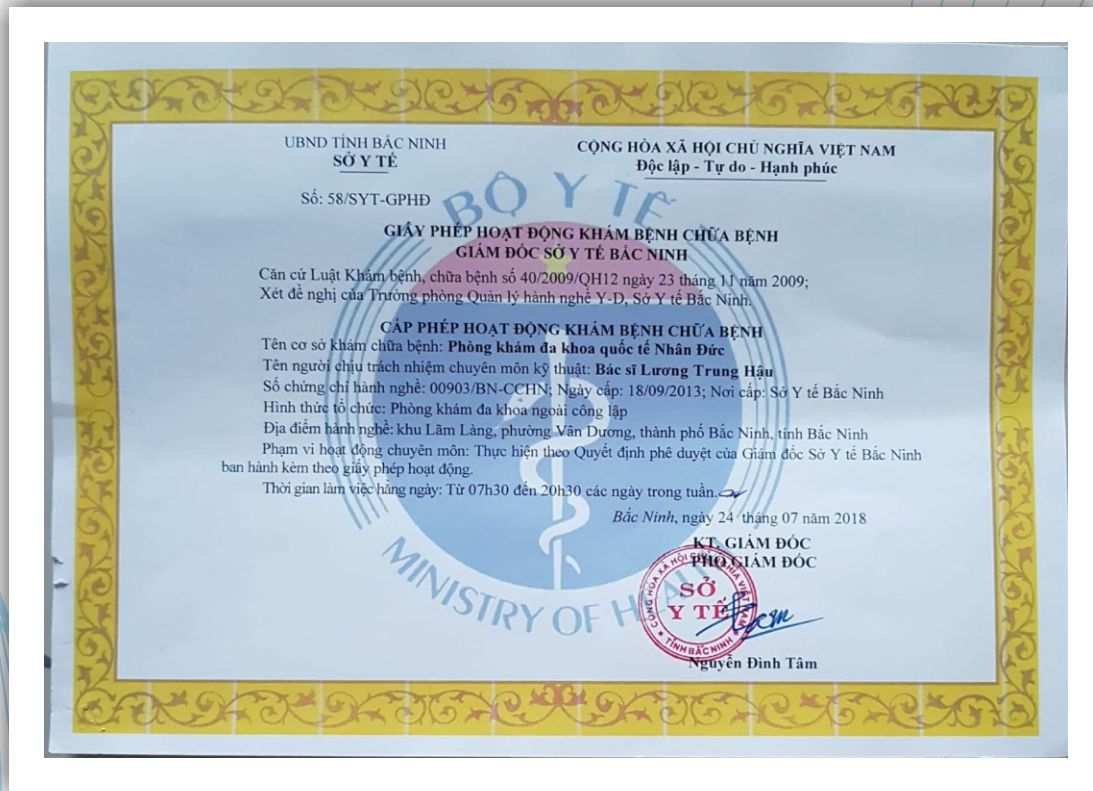 UBND TỈNH BẮC NINH
SỞ Y TẾ
CỘNG HÒA XÃ HỘI CHỦ NGHĨA VIỆT NAM
Độc lập - Tự do - Hạnh phúc
Số: 58/SYT-GPHĐ
BỘ Y TẾ
GIẤY PHÉP HOẠT ĐỘNG KHÁM BỆNH CHỮA BỆNH
GIÁM ĐỐC SỞ Y TẾ BẮC NINH
Căn cứ Luật Khám bệnh, chữa bệnh số 40/2009/QH12 ngày 23 tháng 11 năm 2009;
Xét đề nghị của Trưởng phòng Quản lý hành nghề Y-D, Sở Y tế Bắc Ninh.
CẤP PHÉP HOẠT ĐỘNG KHÁM BỆNH CHỮA BỆNH
Tên cơ sở khám chữa bệnh: Phòng khám đa khoa quốc tế Nhân Đức
Tên người chịu trách nhiệm chuyên môn kỹ thuật: Bác sĩ Lương Trung Hậu
Số chứng chỉ hành nghề: 00903/BN-CCHN; Ngày cấp: 18/09/2013; Nơi cấp: Sở Y tế Bắc Ninh
Hình thức tổ chức: Phòng khám đa khoa ngoài công lập
Địa điểm hành nghề: khu Lãm Làng, phường Vân Dương, thành phố Bắc Ninh, tỉnh Bắc Ninh
Phạm vi hoạt động chuyên môn: Thực hiện theo Quyết định phê duyệt của Giám đốc Sở Y tế Bắc Ninh
ban hành kèm theo giấy phép hoạt động.
Thời gian làm việc hàng ngày: Từ 07h30 đến 20h30 các ngày trong tuần.
Bắc Ninh, ngày 24 tháng 07 năm 2018
KT. GIÁM ĐỐC
PHÓ GIÁM ĐỐC
MINISTRY OF HEALTH
CỘNG HÒA XÃ HỘI CHỦ NGHĨA VIỆT NAM
SỞ
Y TẾ
TỈNH BẮC NINH
Nguyễn Đình Tâm